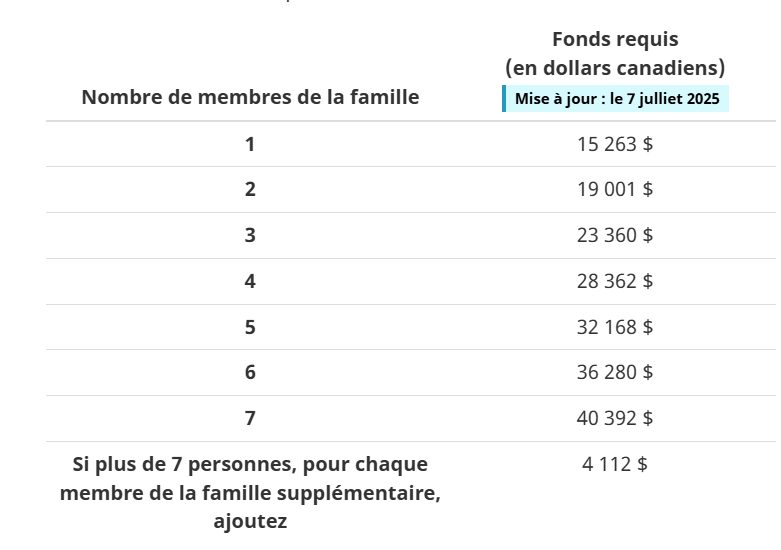 Fonds requis
(en dollars canadiens)
Nombre de membres de la famille
Mise à jour : le 7 julliet 2025
1 15 263 $
2 19 001 $
3 23 360 $
4 28 362 $
5 32 168 $
6 36 280 $
7 40 392 $
Si plus de 7 personnes, pour chaque 4 112 $
membre de la famille supplémentaire,
ajoutez